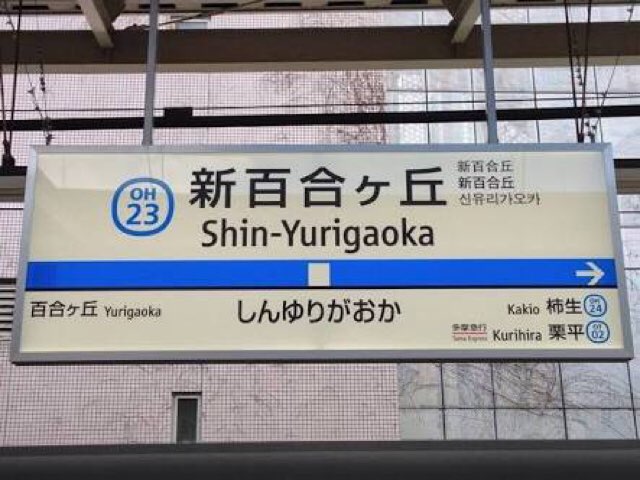 OH
23
新百合ヶ丘
新百合丘
新百合丘
신유리가오카
Shin-Yurigaoka
百合ヶ丘 Yurigaoka
しんゆりがおか
Kakio 柿生 OH 24
多摩急行 Tama Express Kurihira 栗平 OT 02